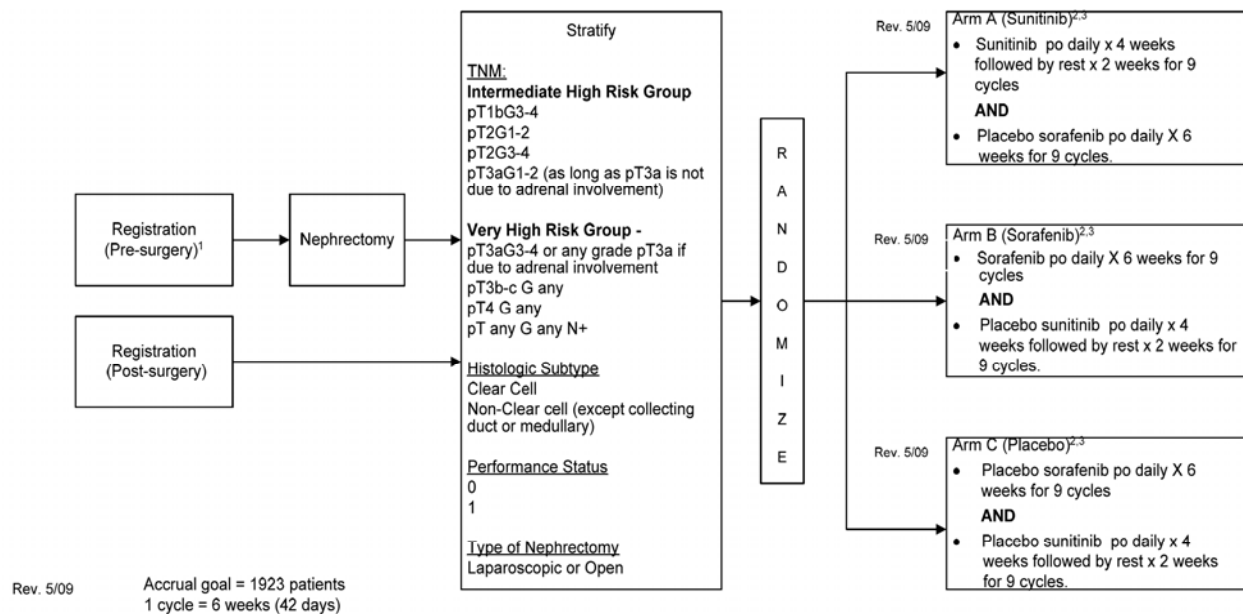 Registration
(Pre-surgery)1
Nephrectomy
Registration
(Post-surgery)
Stratify
TNM:
Intermediate High Risk Group
pT1bG3-4
pT2G1-2
pT2G3-4
pT3aG1-2 (as long as pT3a is not
due to adrenal involvement)
Very High Risk Group -
pT3aG3-4 or any grade pT3a if
due to adrenal involvement
pT3b-c G any
pT4 G any
pT any G any N+
Histologic Subtype
Clear Cell
Non-Clear cell (except collecting
duct or medullary)
Performance Status
0
1
Type of Nephrectomy
Laparoscopic or Open
R
A
N
D
O
M
I
Z
E
Rev. 5/09
Arm A (Sunitinib)2,3
• Sunitinib po daily x 4 weeks
followed by rest x 2 weeks for 9
cycles
AND
• Placebo sorafenib po daily X 6
weeks for 9 cycles.
Rev. 5/09
Arm B (Sorafenib)2,3
• Sorafenib po daily X 6 weeks for 9
cycles
AND
• Placebo sunitinib po daily x 4
weeks followed by rest x 2 weeks for
9 cycles.
Rev. 5/09
Arm C (Placebo)2,3
• Placebo sorafenib po daily X 6
weeks for 9 cycles
AND
• Placebo sunitinib po daily x 4
weeks followed by rest x 2 weeks
for 9 cycles.
Rev. 5/09
Accrual goal = 1923 patients
1 cycle = 6 weeks (42 days)